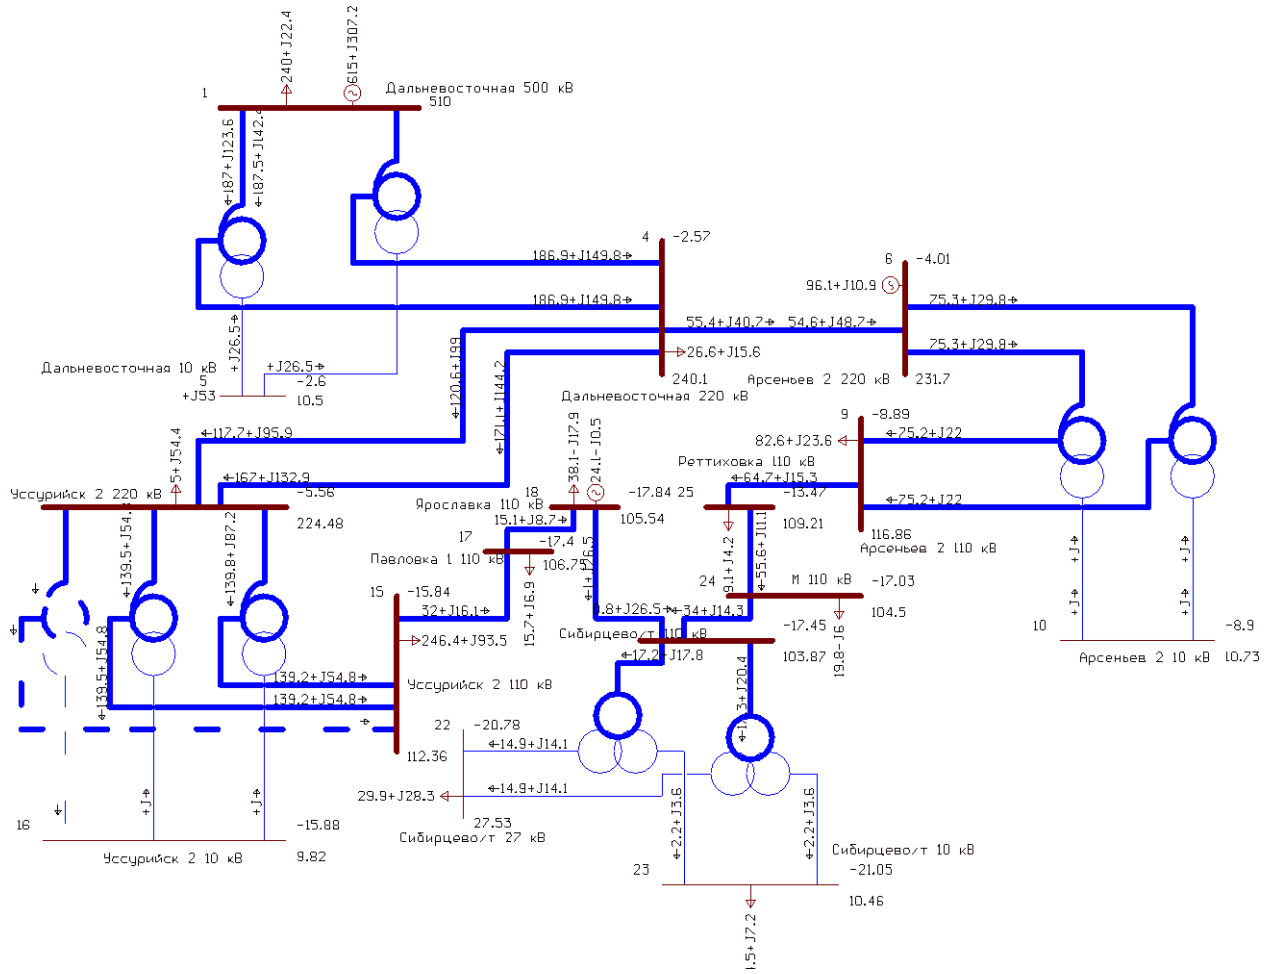 240+J22.4
615+J307.2
1
Дальневосточная 500 кВ
510
187+J123.6
187.5+J142.4
4
-2.57
186.9+J149.8
186.9+J149.8
6
-4.01
96.1+J10.9
75.3+J29.8
55.4+J40.7
54.6+J48.7
+J26.5
+J26.5
120.6+J99
26.6+J15.6
75.3+J29.8
Дальневосточная 10 кВ
5
-2.6
+J53
10.5
171.1+J144.2
240.1
Арсеньев 2 220 кВ
231.7
Дальневосточная 220 кВ
9
-8.89
117.7+J95.9
5+J54.4
38.1-J17.9
24.1-J0.5
82.6+J23.6
75.2+J22
Реттиховка 110 кВ
167+J132.9
64.7+J15.3
Уссурийск 2 220 кВ
-5.56
18
-17.84
25
-13.47
Ярославка 110 кВ
75.2+J22
224.48
15.1+J8.7
105.54
109.21
116.86
139.5+J54.8
139.8+J87.2
17
-17.4
Арсеньев 2 110 кВ
Павловка 1 110 кВ
106.75
9.1+J4.2
55.6+J11.1
24
М 110 кВ
-17.03
15
-15.84
15.7+J6.9
32+J16.1
0.8+J26.5
34+J14.3
104.5
246.4+J93.5
Сибирцево/т 110 кВ
-17.45
19.8-J6
10
-8.9
17.2+J17.8
103.87
Арсеньев 2 10 кВ
10.73
139.5+J54.8
139.2+J54.8
Уссурийск 2 110 кВ
139.2+J54.8
22
-20.78
14.9+J14.1
112.36
29.9+J28.3
14.9+J14.1
27.53
16
-15.88
Сибирцево/т 27 кВ
2.2+J3.6
2.2+J3.6
Уссурийск 2 10 кВ
9.82
Сибирцево/т 10 кВ
23
-21.05
10.46
4.5+J7.2
+J
+J
+J
+J
+J
+J